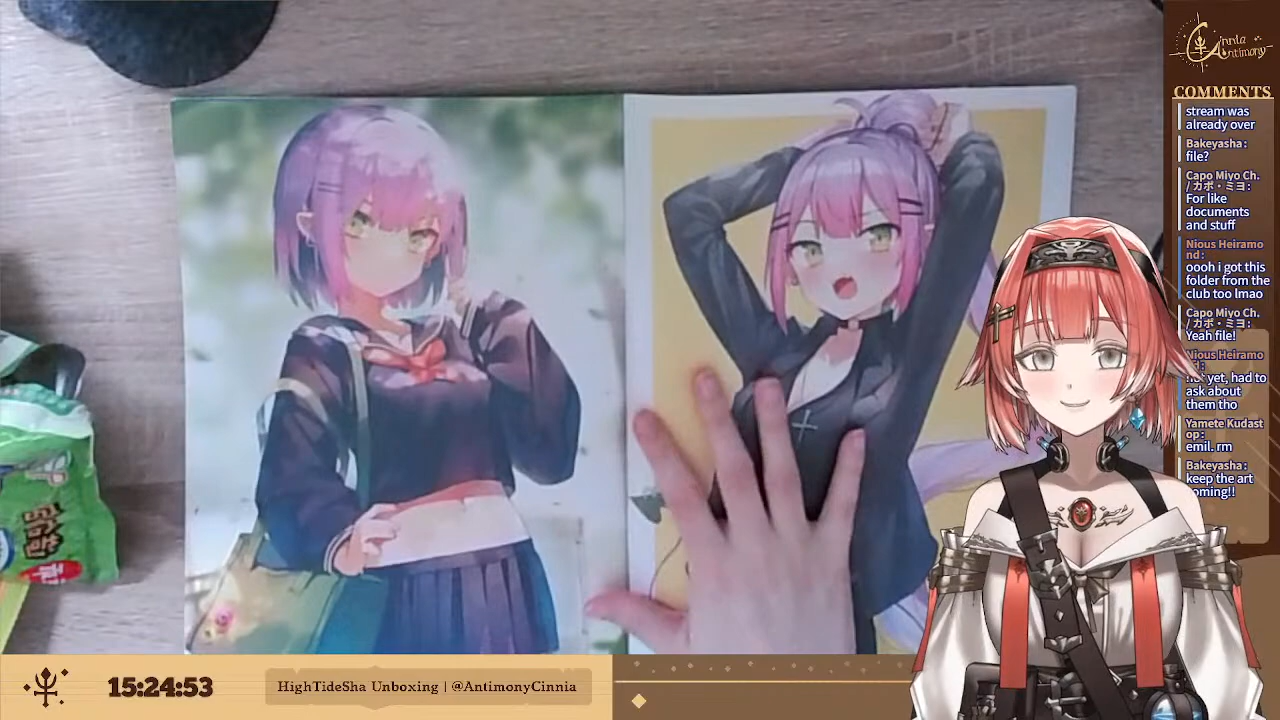 Cinnia
Antimony
COMMENTS
stream was
already over
Bakeyasha:
file?
Capo Miyo Ch.
/ カポ・ミヨ:
For like
documents
and stuff
Nious Heiramo
nd:
oooh i got this
folder from the
club too lmao
Capo Miyo Ch.
/ カポ・ミヨ:
Yeah file!
Nious Heiramo
yet, had to
ask about
them tho
Yamete Kudast
op:
emil. rm
Bakeyasha:
keep the art
15:24:53
HighTideSha Unboxing | @AntimonyCinnia